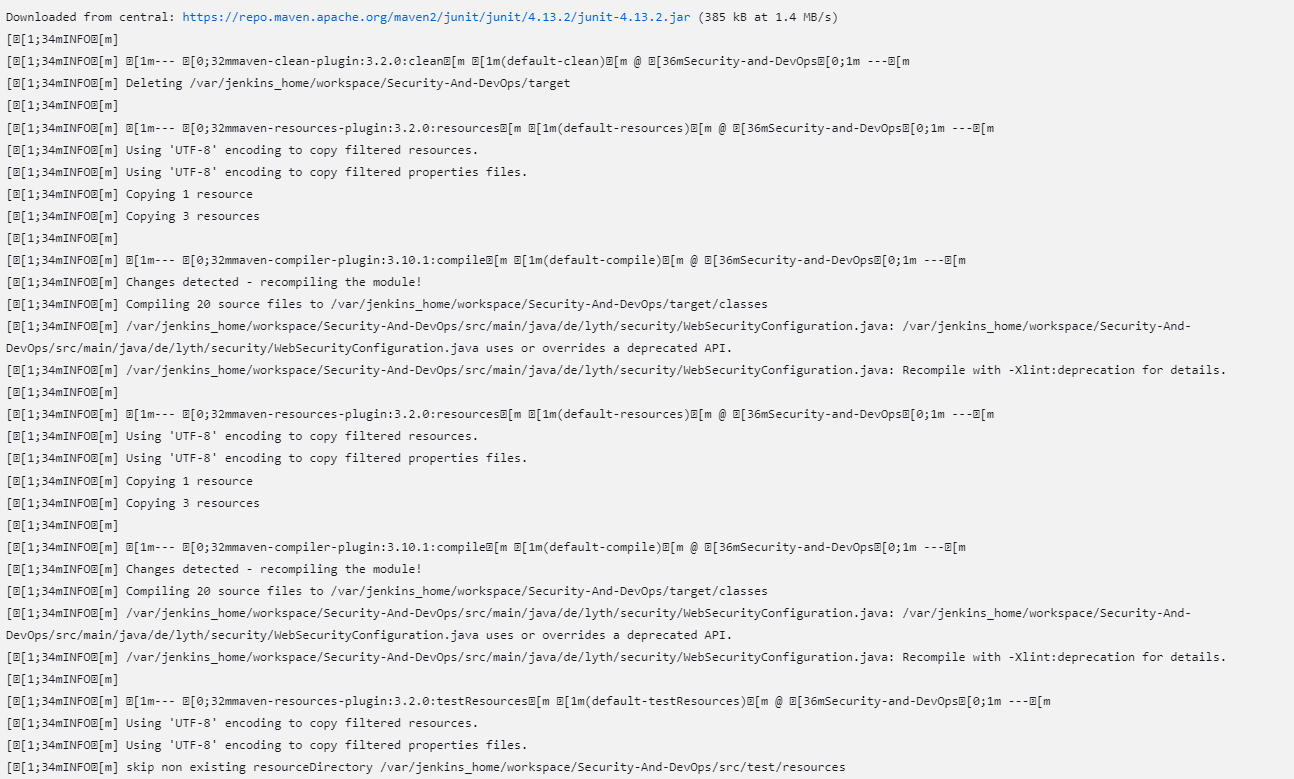 Downloaded from central: https://repo.maven.apache.org/maven2/junit/junit/4.13.2/junit-4.13.2.jar (385 kB at 1.4 MB/s)
[␛[1;34mINFO␛[m]
[␛[1;34mINFO␛[m] ␛[1m--- ␛[0;32mmaven-clean-plugin:3.2.0:clean␛[m ␛[1m(default-clean)␛[m @ ␛[36mSecurity-and-DevOps␛[0;1m ---␛[m
[␛[1;34mINFO␛[m] Deleting /var/jenkins_home/workspace/Security-And-DevOps/target
[␛[1;34mINFO␛[m]
[␛[1;34mINFO␛[m] ␛[1m--- ␛[0;32mmaven-resources-plugin:3.2.0:resources␛[m ␛[1m(default-resources)␛[m @ ␛[36mSecurity-and-DevOps␛[0;1m ---␛[m
[␛[1;34mINFO␛[m] Using 'UTF-8' encoding to copy filtered resources.
[␛[1;34mINFO␛[m] Using 'UTF-8' encoding to copy filtered properties files.
[␛[1;34mINFO␛[m] Copying 1 resource
[␛[1;34mINFO␛[m] Copying 3 resources
[␛[1;34mINFO␛[m]
[␛[1;34mINFO␛[m] ␛[1m--- ␛[0;32mmaven-compiler-plugin:3.10.1:compile␛[m ␛[1m(default-compile)␛[m @ ␛[36mSecurity-and-DevOps␛[0;1m ---␛[m
[␛[1;34mINFO␛[m] Changes detected - recompiling the module!
[␛[1;34mINFO␛[m] Compiling 20 source files to /var/jenkins_home/workspace/Security-And-DevOps/target/classes
[␛[1;34mINFO␛[m] /var/jenkins_home/workspace/Security-And-DevOps/src/main/java/de/lyth/security/WebSecurityConfiguration.java: /var/jenkins_home/workspace/Security-And-
DevOps/src/main/java/de/lyth/security/WebSecurityConfiguration.java uses or overrides a deprecated API.
[␛[1;34mINFO␛[m] /var/jenkins_home/workspace/Security-And-DevOps/src/main/java/de/lyth/security/WebSecurityConfiguration.java: Recompile with -Xlint:deprecation for details.
[␛[1;34mINFO␛[m]
[␛[1;34mINFO␛[m] ␛[1m--- ␛[0;32mmaven-resources-plugin:3.2.0:resources␛[m ␛[1m(default-resources)␛[m @ ␛[36mSecurity-and-DevOps␛[0;1m ---␛[m
[␛[1;34mINFO␛[m] Using 'UTF-8' encoding to copy filtered resources.
[␛[1;34mINFO␛[m] Using 'UTF-8' encoding to copy filtered properties files.
[␛[1;34mINFO␛[m] Copying 1 resource
[␛[1;34mINFO␛[m] Copying 3 resources
[␛[1;34mINFO␛[m]
[␛[1;34mINFO␛[m] ␛[1m--- ␛[0;32mmaven-compiler-plugin:3.10.1:compile␛[m ␛[1m(default-compile)␛[m @ ␛[36mSecurity-and-DevOps␛[0;1m ---␛[m
[␛[1;34mINFO␛[m] Changes detected - recompiling the module!
[␛[1;34mINFO␛[m] Compiling 20 source files to /var/jenkins_home/workspace/Security-And-DevOps/target/classes
[␛[1;34mINFO␛[m] /var/jenkins_home/workspace/Security-And-DevOps/src/main/java/de/lyth/security/WebSecurityConfiguration.java: /var/jenkins_home/workspace/Security-And-
DevOps/src/main/java/de/lyth/security/WebSecurityConfiguration.java uses or overrides a deprecated API.
[␛[1;34mINFO␛[m] /var/jenkins_home/workspace/Security-And-DevOps/src/main/java/de/lyth/security/WebSecurityConfiguration.java: Recompile with -Xlint:deprecation for details.
[␛[1;34mINFO␛[m]
[␛[1;34mINFO␛[m] ␛[1m--- ␛[0;32mmaven-resources-plugin:3.2.0:testResources␛[m ␛[1m(default-testResources)␛[m @ ␛[36mSecurity-and-DevOps␛[0;1m ---␛[m
[␛[1;34mINFO␛[m] Using 'UTF-8' encoding to copy filtered resources.
[␛[1;34mINFO␛[m] Using 'UTF-8' encoding to copy filtered properties files.
[␛[1;34mINFO␛[m] skip non existing resourceDirectory /var/jenkins_home/workspace/Security-And-DevOps/src/test/resources